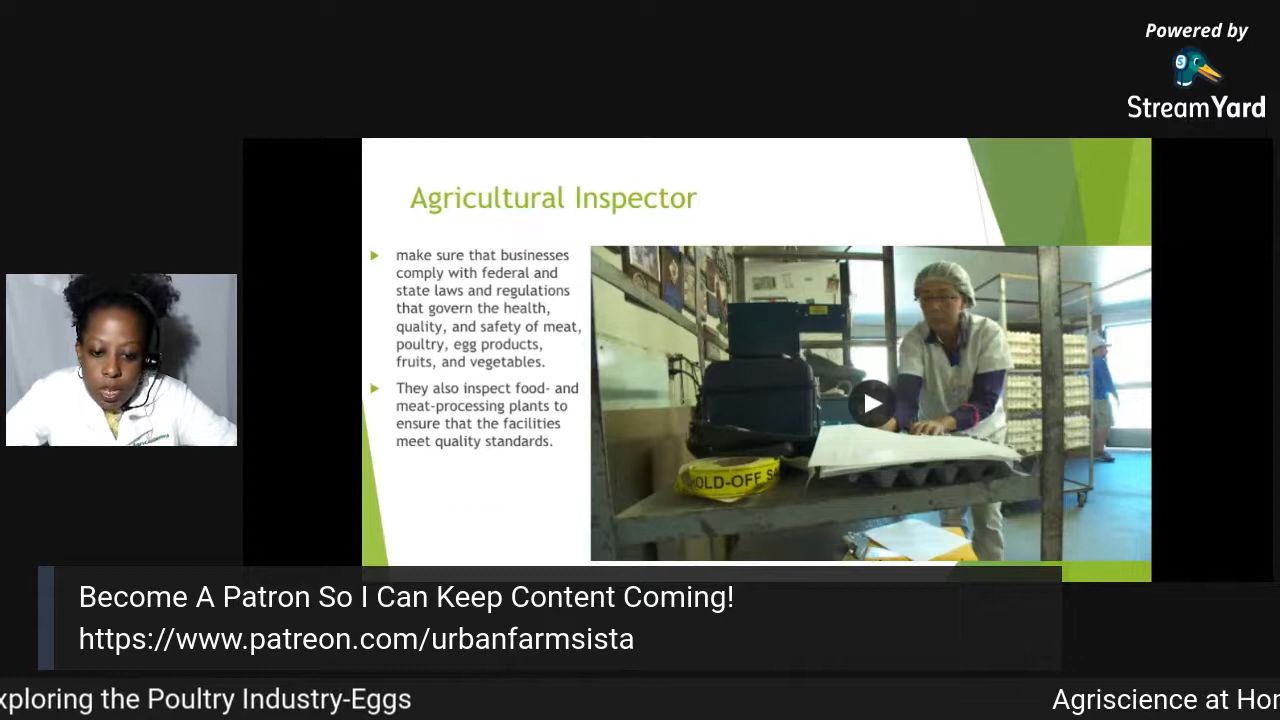 Powered by
StreamYard
Agricultural Inspector
make sure that businesses
comply with federal and
state laws and regulations
that govern the health,
quality, and safety of meat,
poultry, egg products,
fruits, and vegetables.
They also inspect food- and
meat-processing plants to
ensure that the facilities
meet quality standards.
OLD-OFF
Become A Patron So I Can Keep Content Coming!
https://www.patreon.com/urbanfarmsista
xploring the Poultry Industry-Eggs
Agriscience at Hom